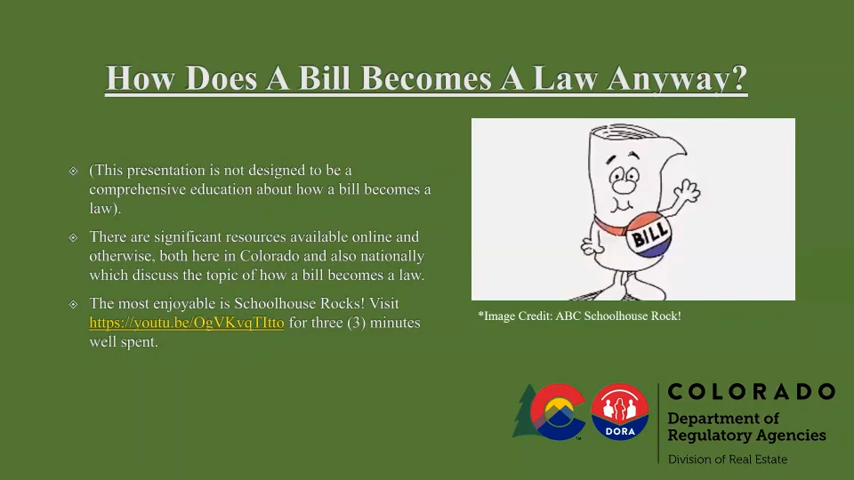 How Does A Bill Becomes A Law Anyway?
(This presentation is not designed to be a
comprehensive education about how a bill becomes a
law).
There are significant resources available online and
otherwise, both here in Colorado and also nationally
which discuss the topic of how a bill becomes a law.
The most enjoyable is Schoolhouse Rocks! Visit
https://youtu.be/OgVKvqTItto for three (3) minutes
well spent.
BILL
*Image Credit: ABC Schoolhouse Rock!
DORA
COLORADO
Department of
Regulatory Agencies
Division of Real Estate